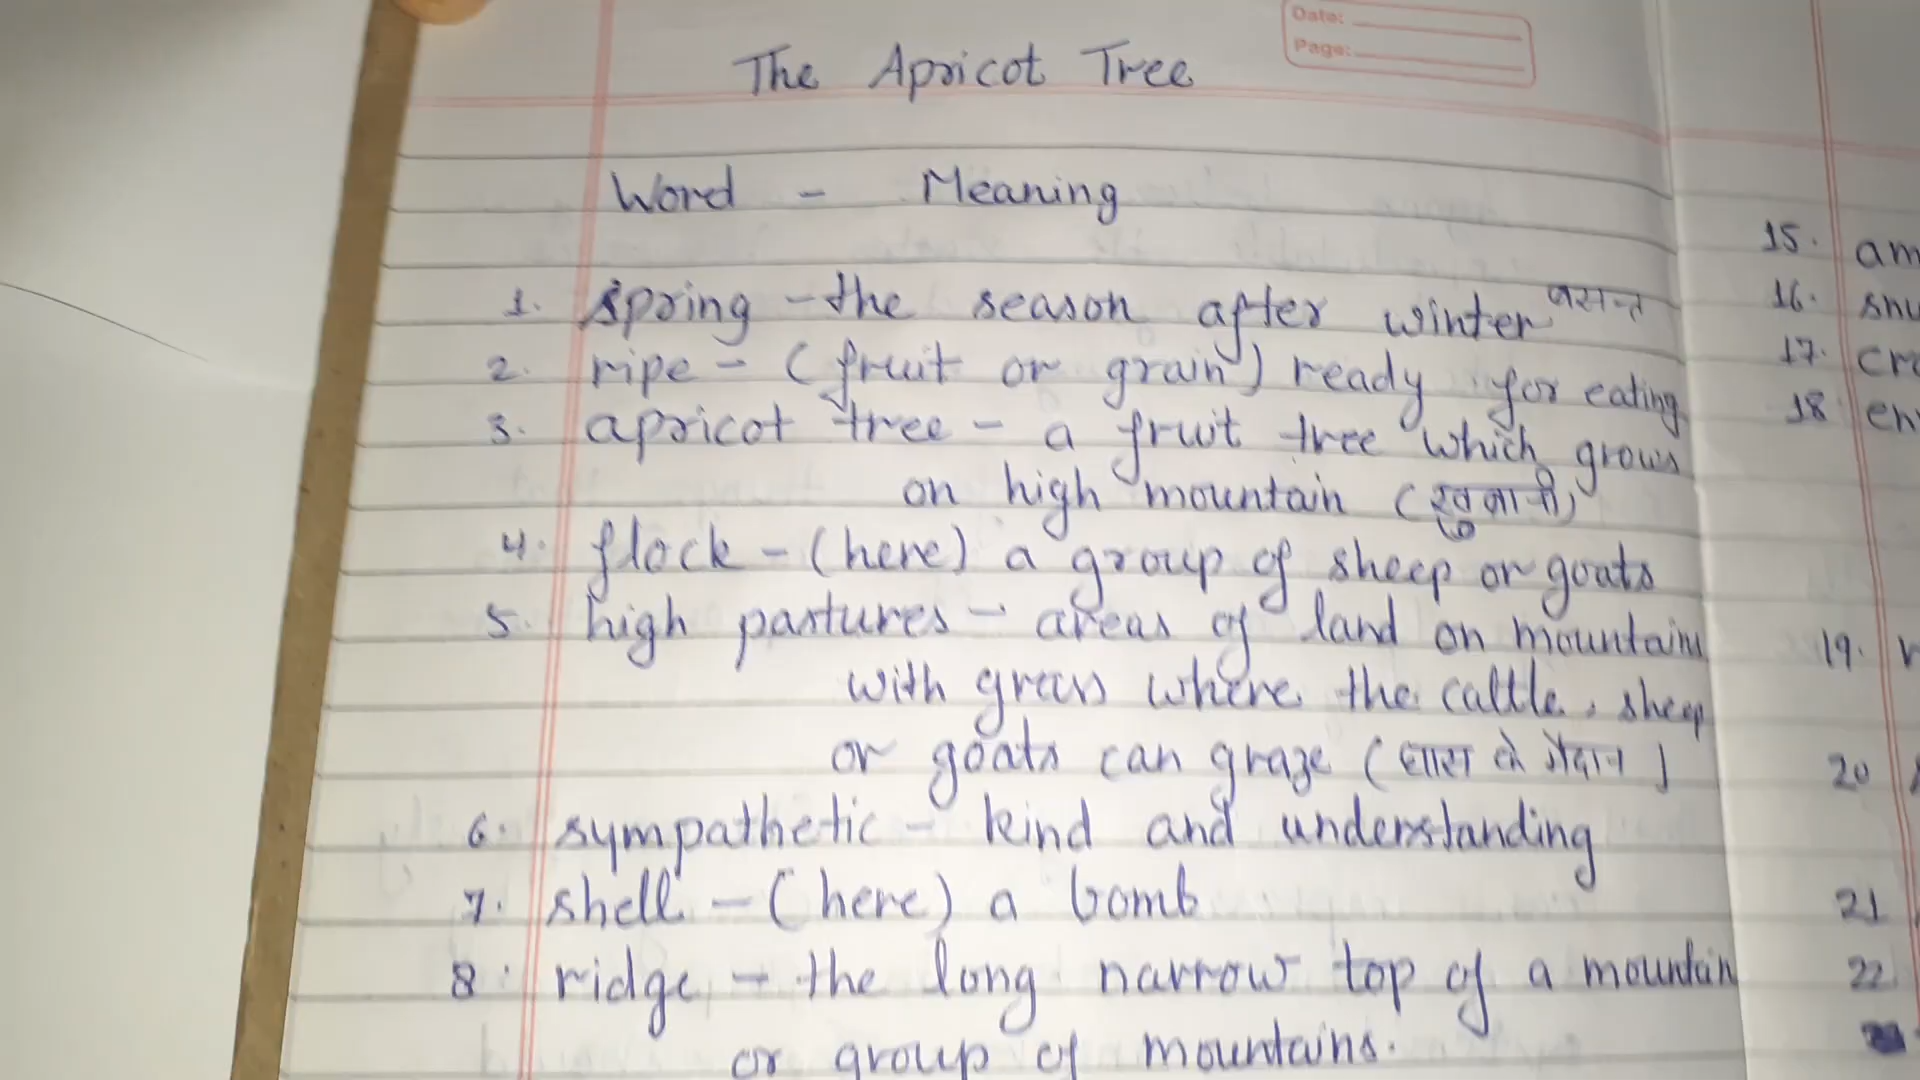 Date:
Page:
The Apricot Tree
Word - Meaning
1. spring - the season after winter वसन्त
2. ripe - (fruit or grain) ready for eating
3. apricot tree - a fruit tree which grows
on high mountain (खुबानी)
4. flock - (here) a group of sheep or goats
5. high pastures - areas of land on mountains
with grass where the cattle, sheep
or goats can graze (घास के मैदान)
6. sympathetic - kind and understanding
7. shell - (here) a bomb
8. ridge - the long narrow top of a mountain
or group of mountains.
15. am
16. snu
17. cro
18. en
19.
20
21
22